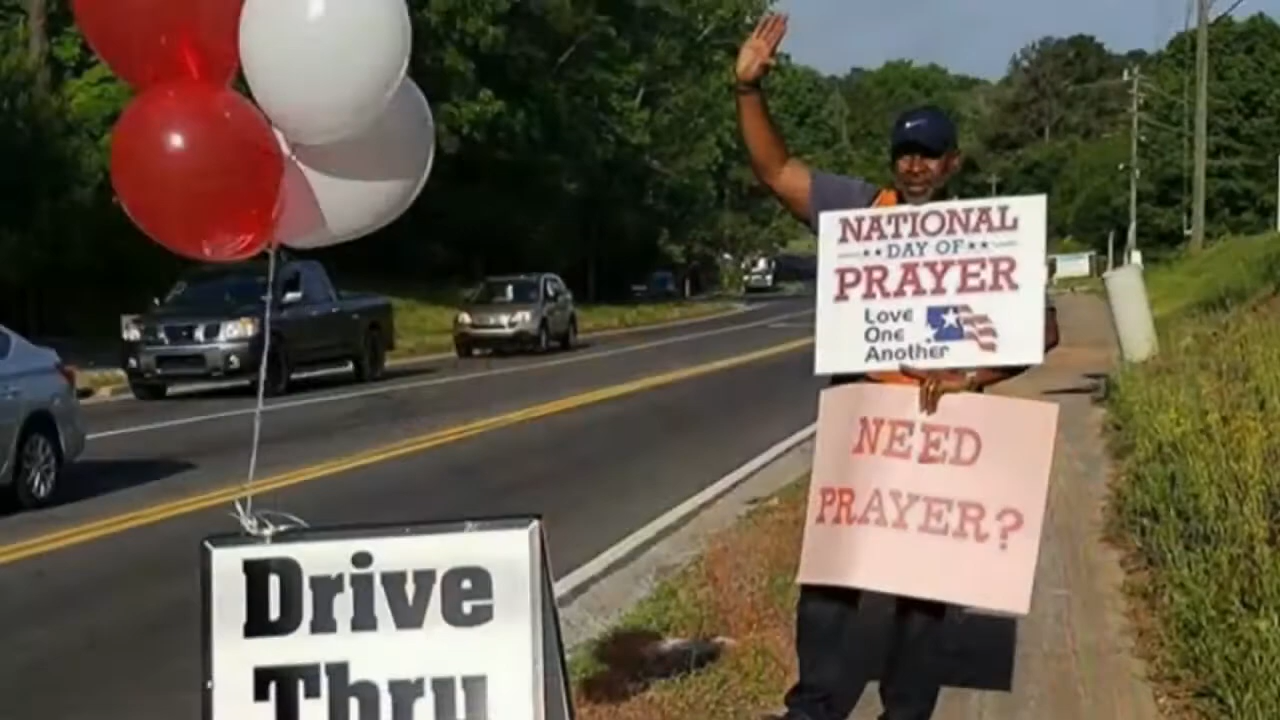 NATIONAL
DAY OF
PRAYER
Love
One
Another
NEED
PRAYER?
Drive
Thru